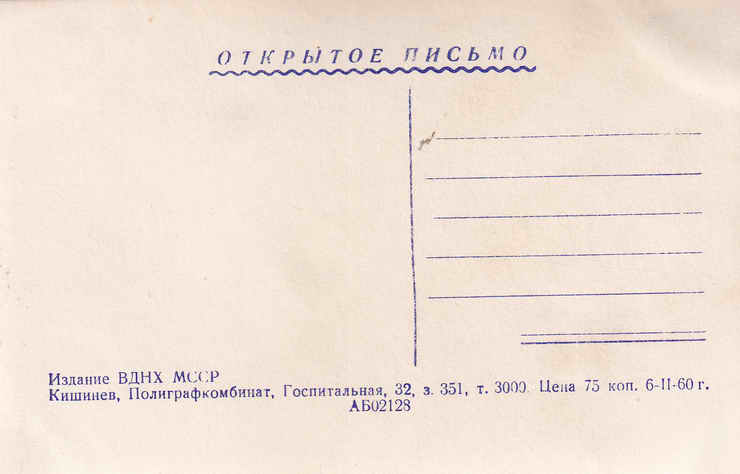 ОТКРЫТОЕ ПИСЬМО
Издание ВДНХ МССР
Кишинев, Полиграфкомбинат, Госпитальная, 32, з. 351, т. 3000. Цена 75 коп. 6-II-60 г.
АБ02128